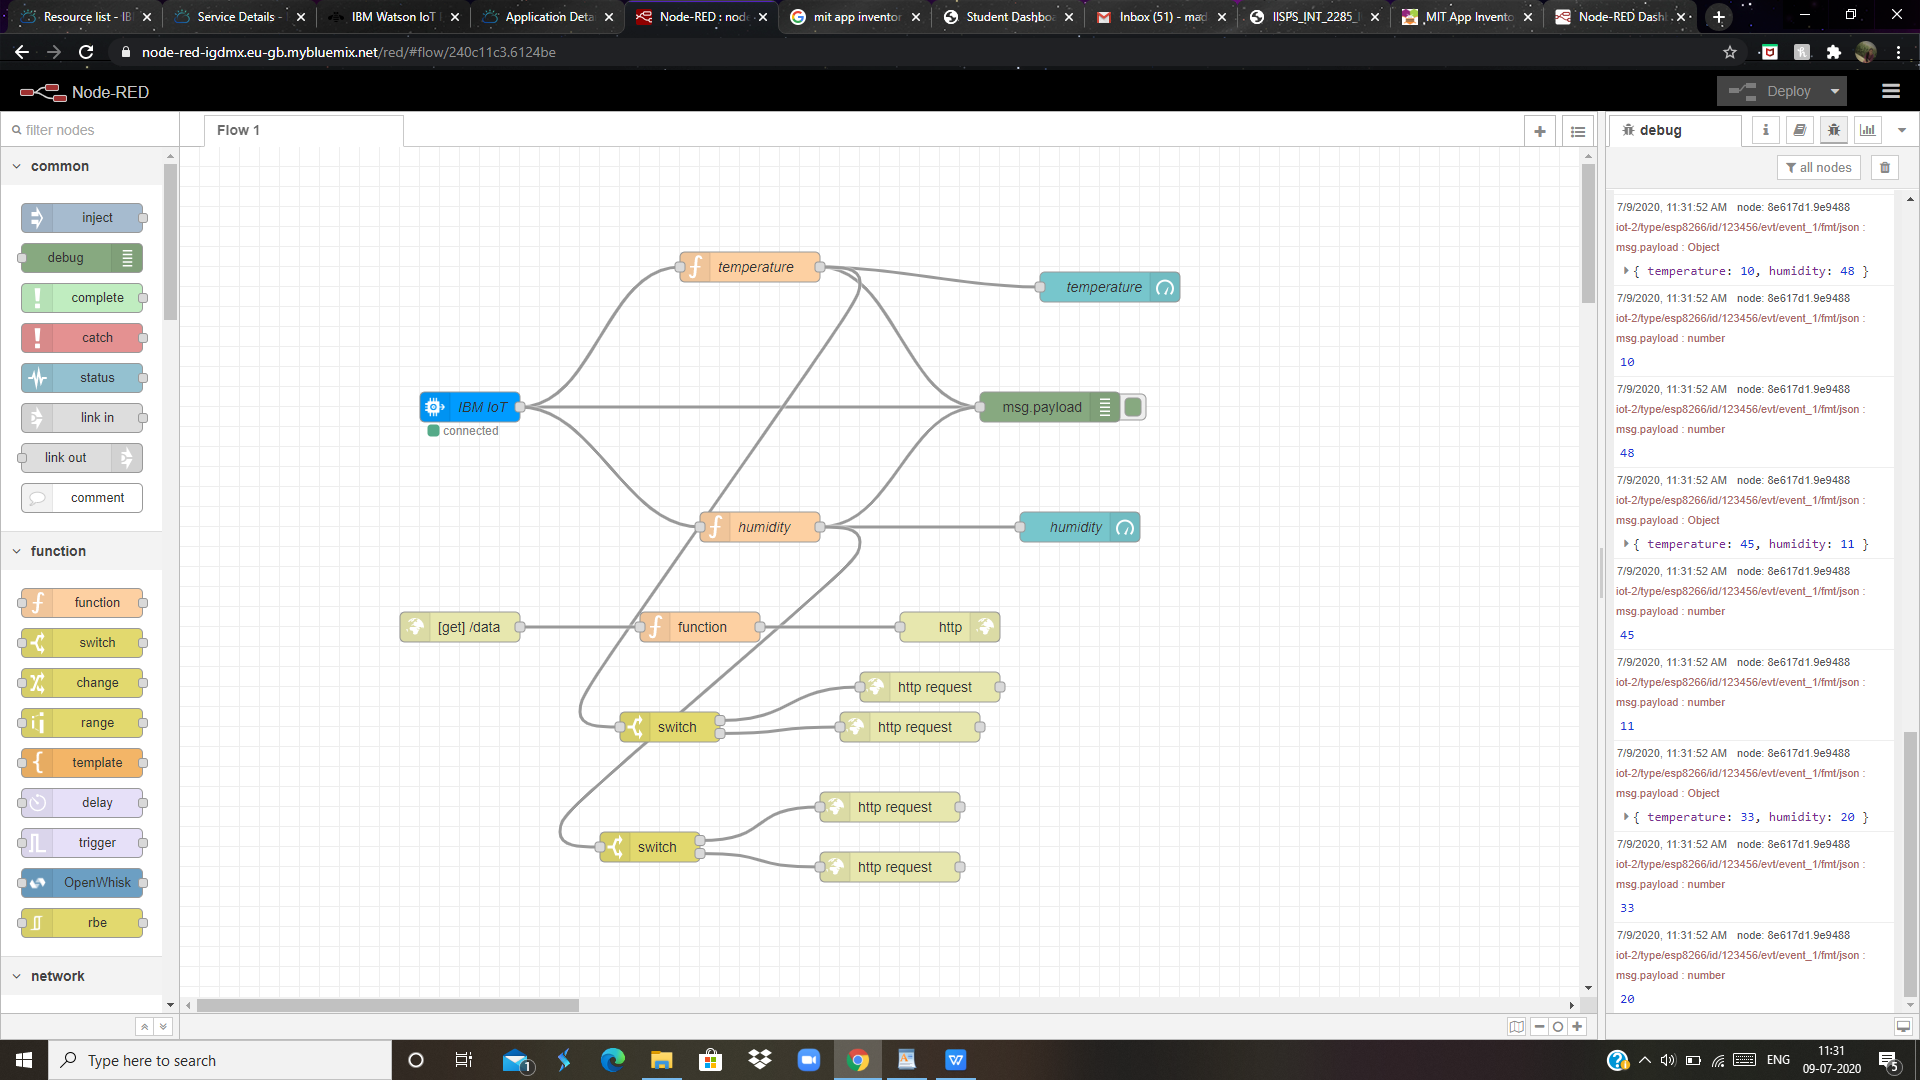 Resource list - IB
Service Details -
IBM Watson IoT
Application Deta
Node-RED : node
mit app inventor
Student Dashbo
Inbox (51) - mad
IISPS_INT_2285_
MIT App Invento
Node-RED Dash
node-red-igdmx.eu-gb.mybluemix.net/red/#flow/240c11c3.6124be
Node-RED
Deploy
filter nodes
Flow 1
debug
all nodes
common
inject
debug
complete
catch
status
link in
link out
comment
function
function
switch
change
range
template
delay
trigger
OpenWhisk
rbe
network
temperature
temperature
IBM IoT
connected
msg.payload
humidity
humidity
[get] /data
function
http
http request
switch
http request
http request
switch
http request
7/9/2020, 11:31:52 AM node: 8e617d1.9e9488
iot-2/type/esp8266/id/123456/evt/event_1/fmt/json :
msg.payload : Object
{ temperature: 10, humidity: 48 }
7/9/2020, 11:31:52 AM node: 8e617d1.9e9488
iot-2/type/esp8266/id/123456/evt/event_1/fmt/json :
msg.payload : number
10
7/9/2020, 11:31:52 AM node: 8e617d1.9e9488
iot-2/type/esp8266/id/123456/evt/event_1/fmt/json :
msg.payload : number
48
7/9/2020, 11:31:52 AM node: 8e617d1.9e9488
iot-2/type/esp8266/id/123456/evt/event_1/fmt/json :
msg.payload : Object
{ temperature: 45, humidity: 11 }
7/9/2020, 11:31:52 AM node: 8e617d1.9e9488
iot-2/type/esp8266/id/123456/evt/event_1/fmt/json :
msg.payload : number
45
7/9/2020, 11:31:52 AM node: 8e617d1.9e9488
iot-2/type/esp8266/id/123456/evt/event_1/fmt/json :
msg.payload : number
11
7/9/2020, 11:31:52 AM node: 8e617d1.9e9488
iot-2/type/esp8266/id/123456/evt/event_1/fmt/json :
msg.payload : Object
{ temperature: 33, humidity: 20 }
7/9/2020, 11:31:52 AM node: 8e617d1.9e9488
iot-2/type/esp8266/id/123456/evt/event_1/fmt/json :
msg.payload : number
33
7/9/2020, 11:31:52 AM node: 8e617d1.9e9488
iot-2/type/esp8266/id/123456/evt/event_1/fmt/json :
msg.payload : number
20
Type here to search
1
ENG
11:31
09-07-2020
5